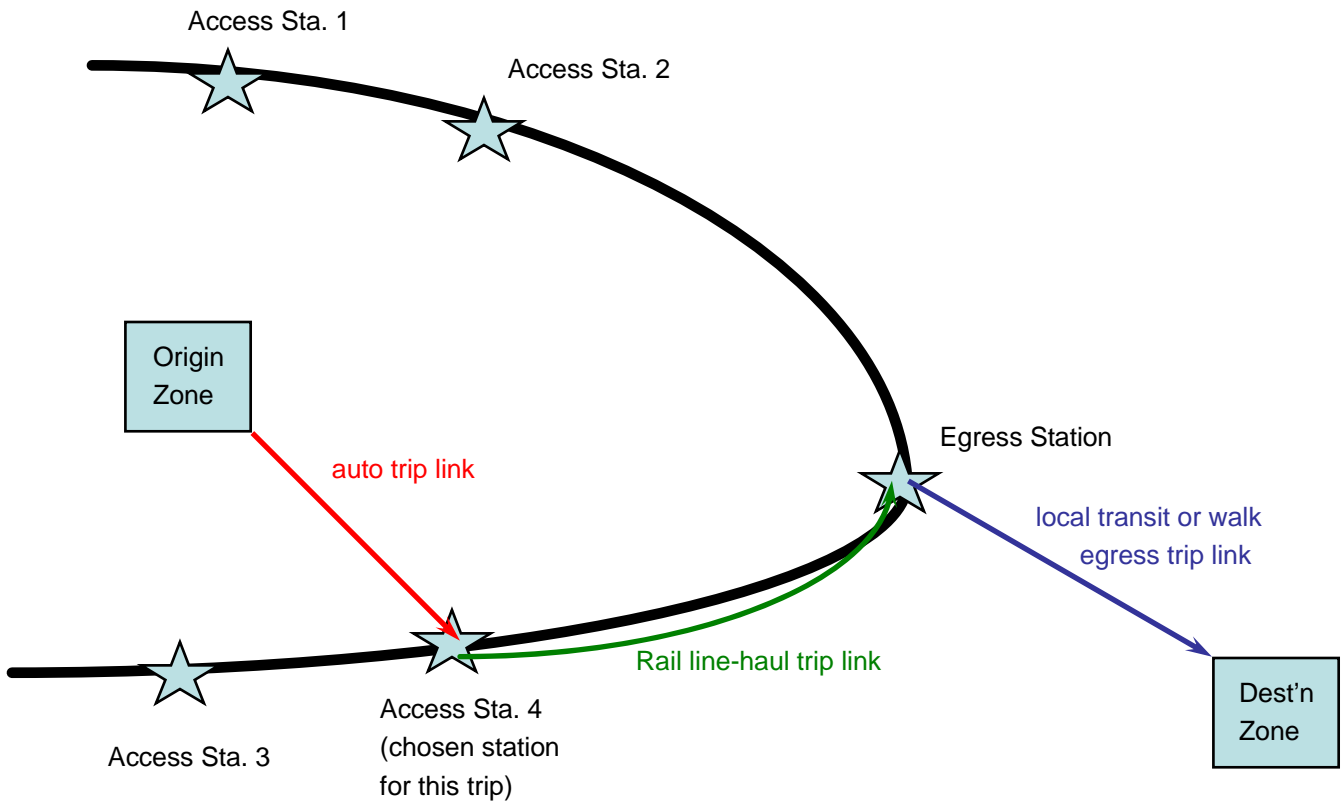 Access Sta. 1
Access Sta. 2
Origin
Zone
auto trip link
Egress Station
local transit or walk
egress trip link
Rail line-haul trip link
Access Sta. 3
Access Sta. 4
(chosen station
for this trip)
Dest'n
Zone